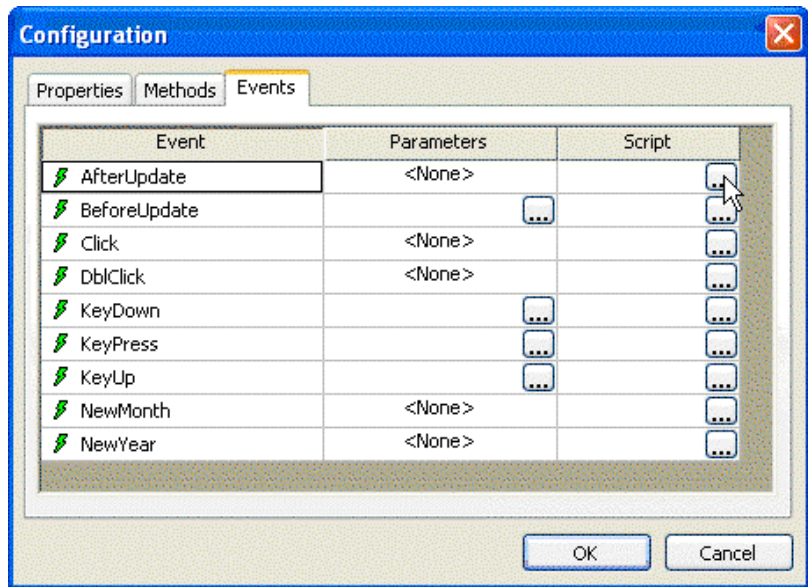 Configuration
Properties Methods Events
Event Parameters Script
AfterUpdate <None> ...
BeforeUpdate ... ...
Click <None> ...
DblClick <None> ...
KeyDown ... ...
KeyPress ... ...
KeyUp ... ...
NewMonth <None> ...
NewYear <None> ...
OK Cancel